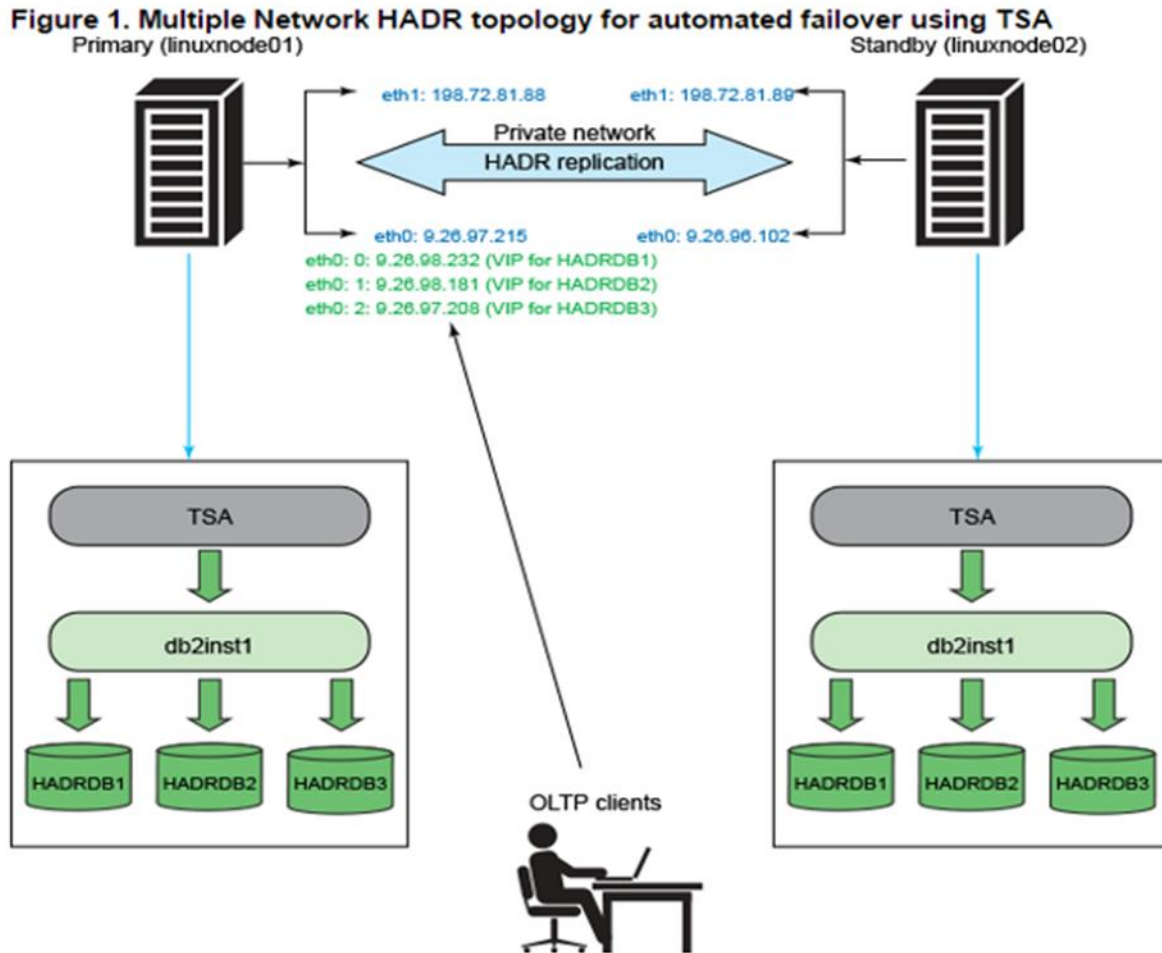 Figure 1. Multiple Network HADR topology for automated failover using TSA
Primary (linuxnode01)
Standby (linuxnode02)
eth1: 198.72.81.88
eth1: 198.72.81.89
Private network
HADR replication
eth0: 9.26.97.215
eth0: 9.26.96.102
eth0: 0: 9.26.98.232 (VIP for HADRDB1)
eth0: 1: 9.26.98.181 (VIP for HADRDB2)
eth0: 2: 9.26.97.208 (VIP for HADRDB3)
TSA
db2inst1
HADRDB1
HADRDB2
HADRDB3
TSA
db2inst1
HADRDB1
HADRDB2
HADRDB3
OLTP clients